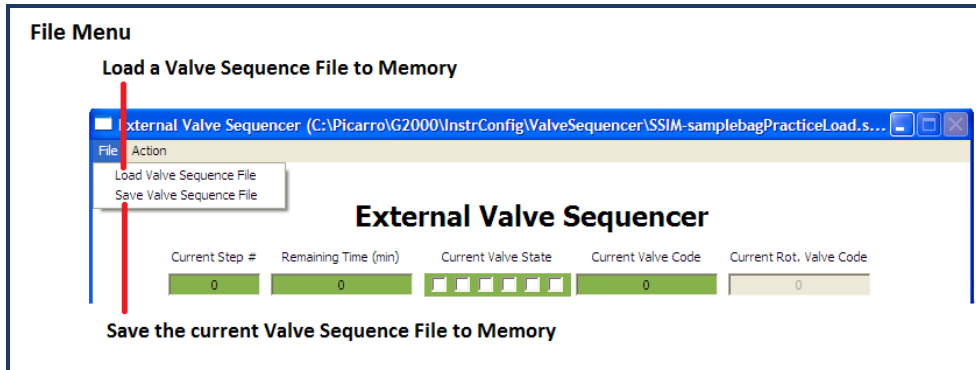 File Menu
Load a Valve Sequence File to Memory
External Valve Sequencer (C:\Picarro\G2000\InstrConfig\ValveSequencer\SSIM-samplebagPracticeLoad.s...
File Action
Load Valve Sequence File
Save Valve Sequence File
External Valve Sequencer
Current Step # Remaining Time (min) Current Valve State Current Valve Code Current Rot. Valve Code
0 0 0 0
Save the current Valve Sequence File to Memory